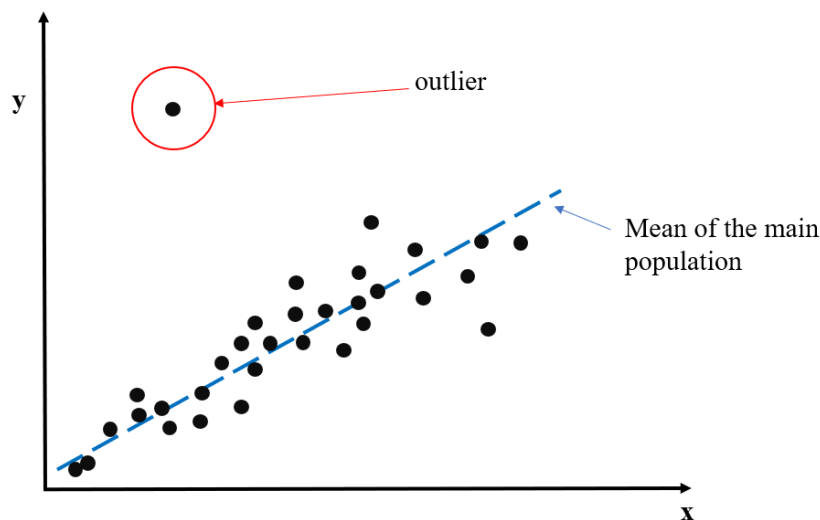 outlier
y
Mean of the main
population
x